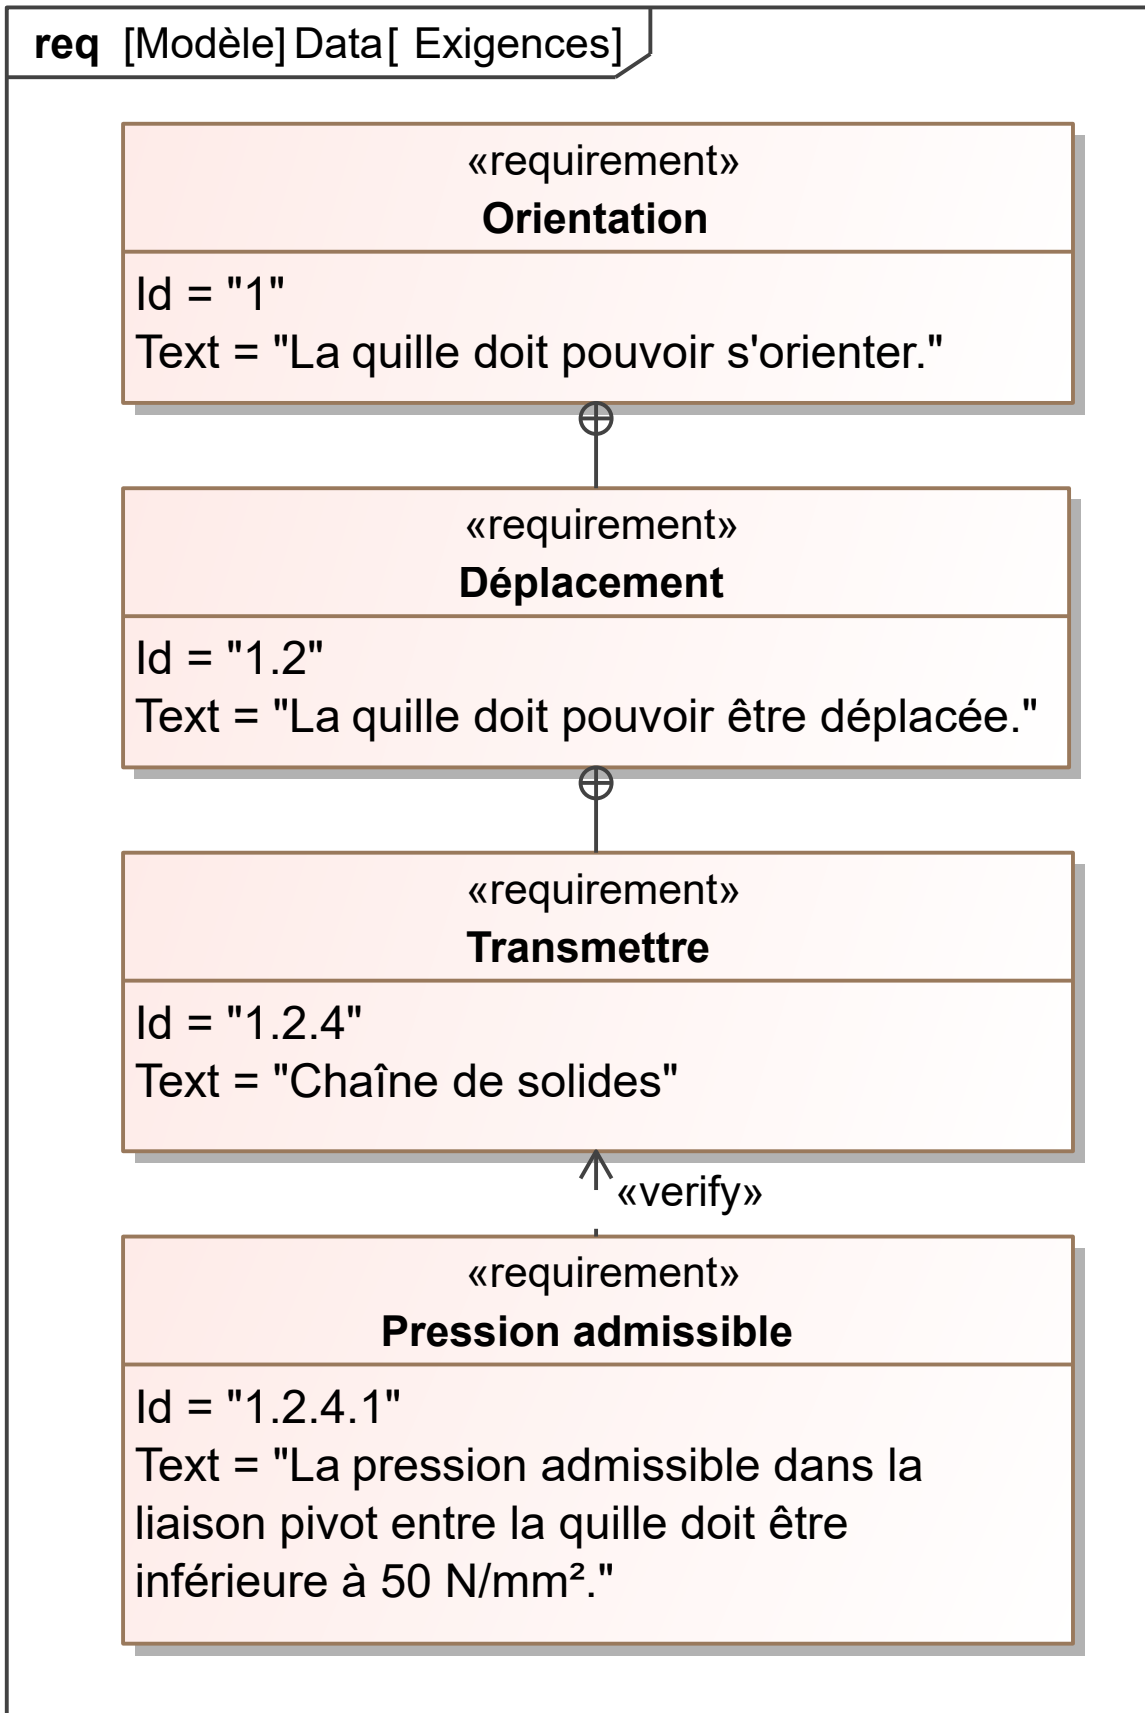 req [Modèle] Data[ Exigences]
«requirement»
Orientation
Id = "1"
Text = "La quille doit pouvoir s'orienter."
«requirement»
Déplacement
Id = "1.2"
Text = "La quille doit pouvoir être déplacée."
«requirement»
Transmettre
Id = "1.2.4"
Text = "Chaîne de solides"
«verify»
«requirement»
Pression admissible
Id = "1.2.4.1"
Text = "La pression admissible dans la
liaison pivot entre la quille doit être
inférieure à 50 N/mm²."